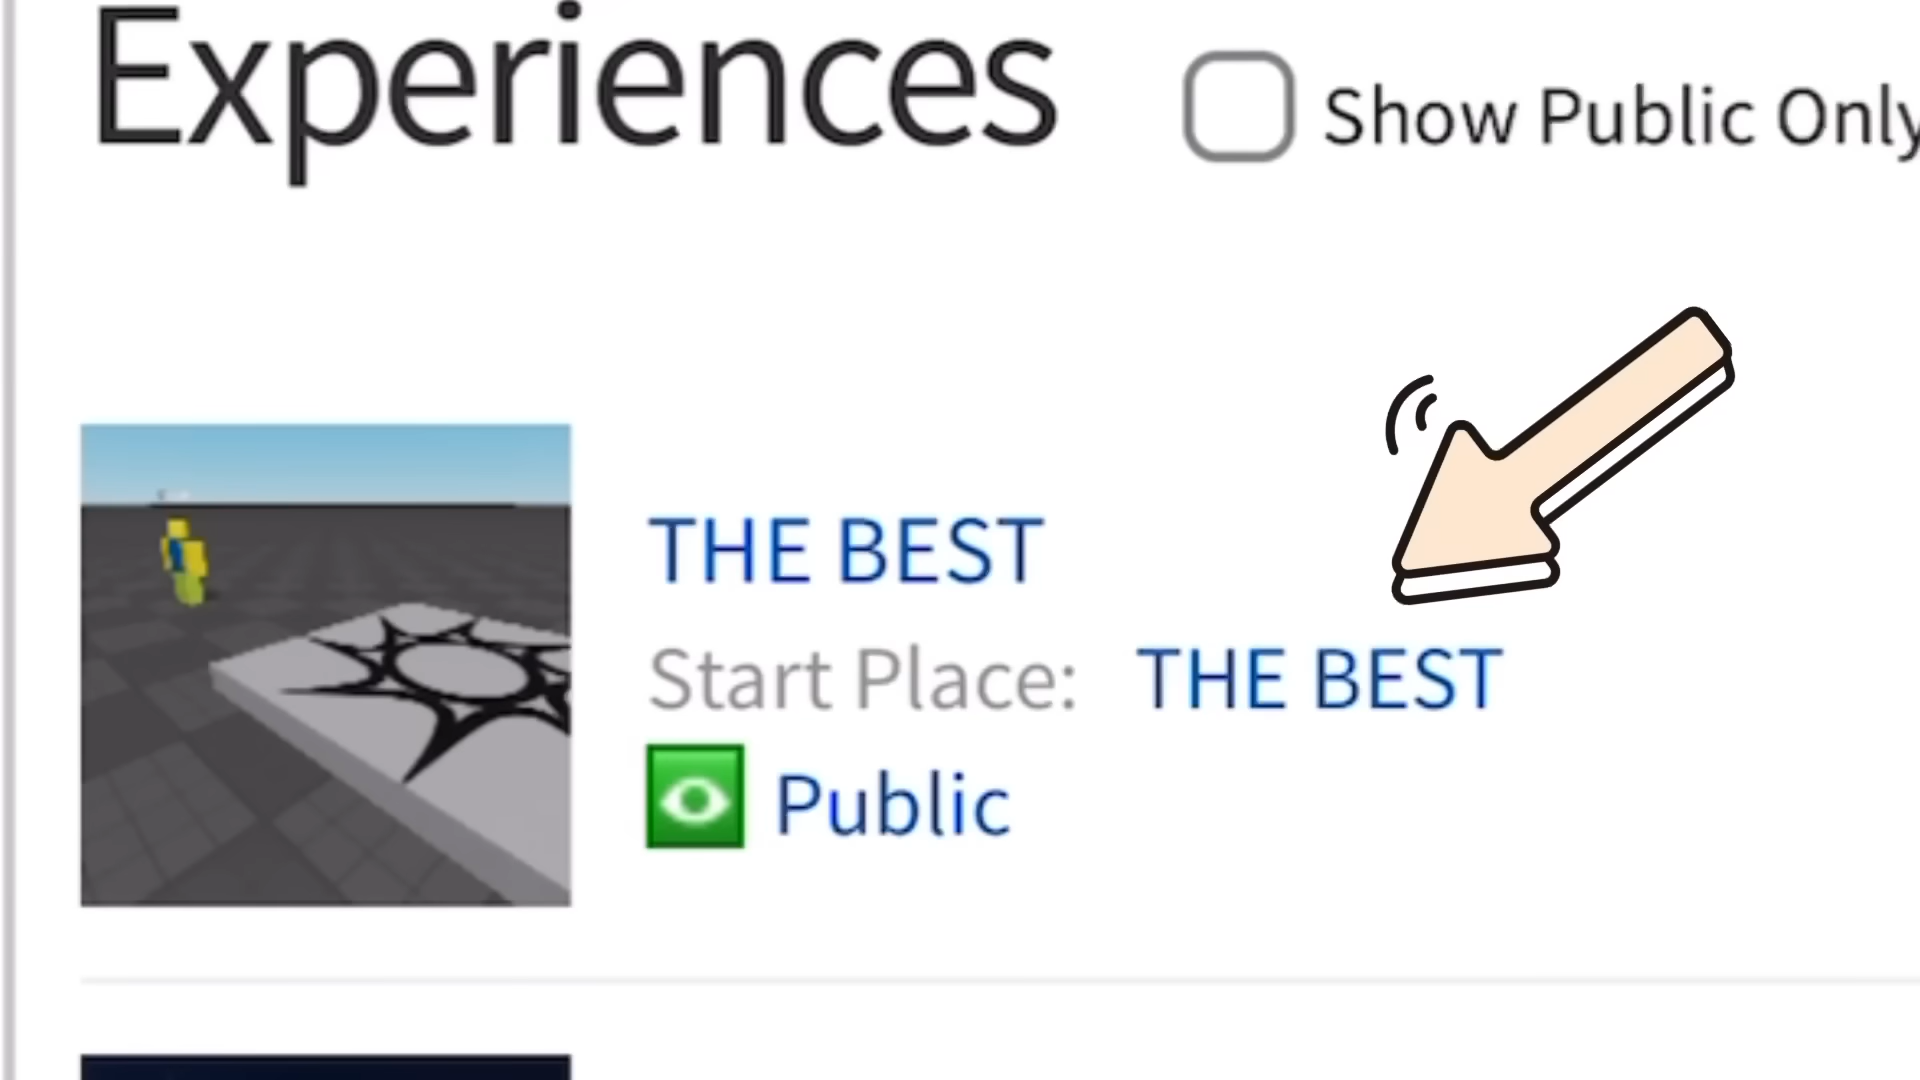 Experiences
Show Public Only
THE BEST
Start Place: THE BEST
Public